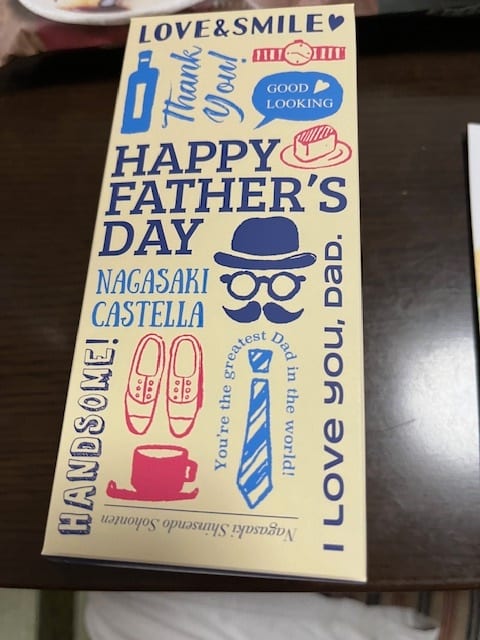 LOVE&SMILE
Thank
You!
GOOD
LOOKING
HAPPY
FATHER'S
DAY
NAGASAKI
CASTELLA
HANDSOME!
You're the greatest Dad in the world!
I LOVE YOU, DAD.
Nagasaki Shinsendo Sohonten